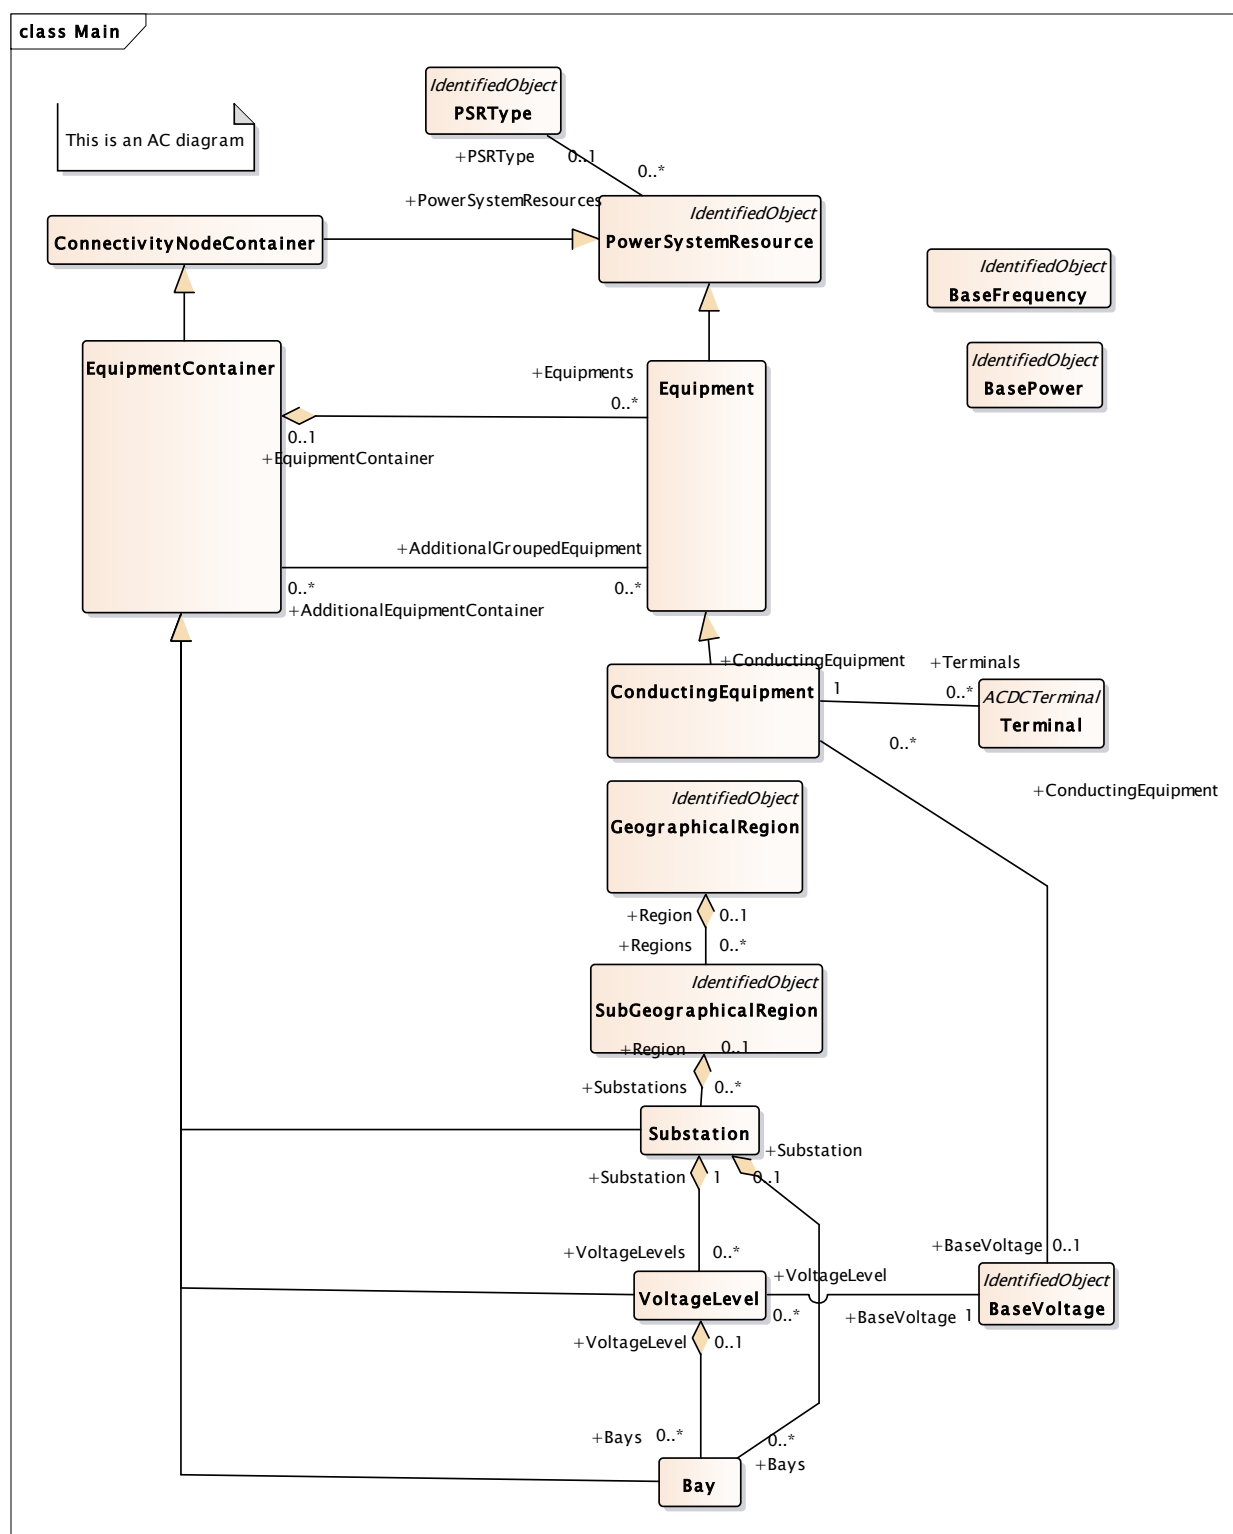 class Main
IdentifiedObject
PSRType
This is an AC diagram
+PSRType
0..1
0..*
+PowerSystemResources
IdentifiedObject
PowerSystemResource
ConnectivityNodeContainer
IdentifiedObject
BaseFrequency
IdentifiedObject
BasePower
EquipmentContainer
+Equipments
0..*
Equipment
0..1
+EquipmentContainer
+AdditionalGroupedEquipment
0..*
0..*
+AdditionalEquipmentContainer
+ConductingEquipment
+Terminals
ConductingEquipment
1
0..*
ACDCTerminal
Terminal
0..*
+ConductingEquipment
IdentifiedObject
GeographicalRegion
+Region
0..1
+Regions
0..*
IdentifiedObject
SubGeographicalRegion
+Region
0..1
+Substations
0..*
Substation
+Substation
+Substation
1
0..1
+VoltageLevels
0..*
+BaseVoltage
0..1
+VoltageLevel
IdentifiedObject
BaseVoltage
VoltageLevel
0..*
+BaseVoltage
1
+VoltageLevel
0..1
+Bays
0..*
0..*
+Bays
Bay